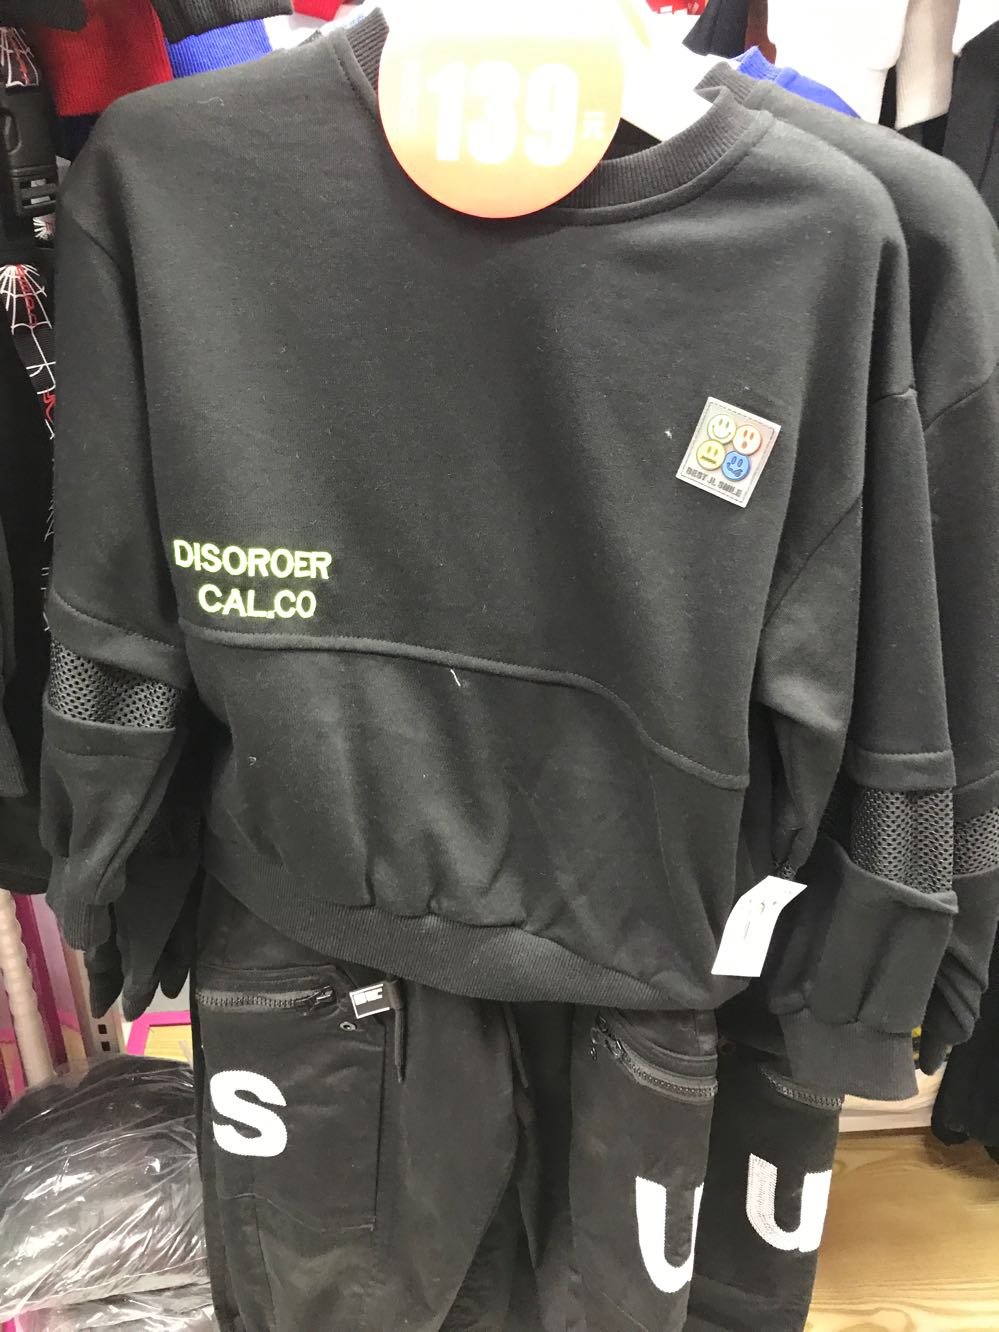 139元
BEST JL SMILE
DISOROER
CAL.CO
S
U
U